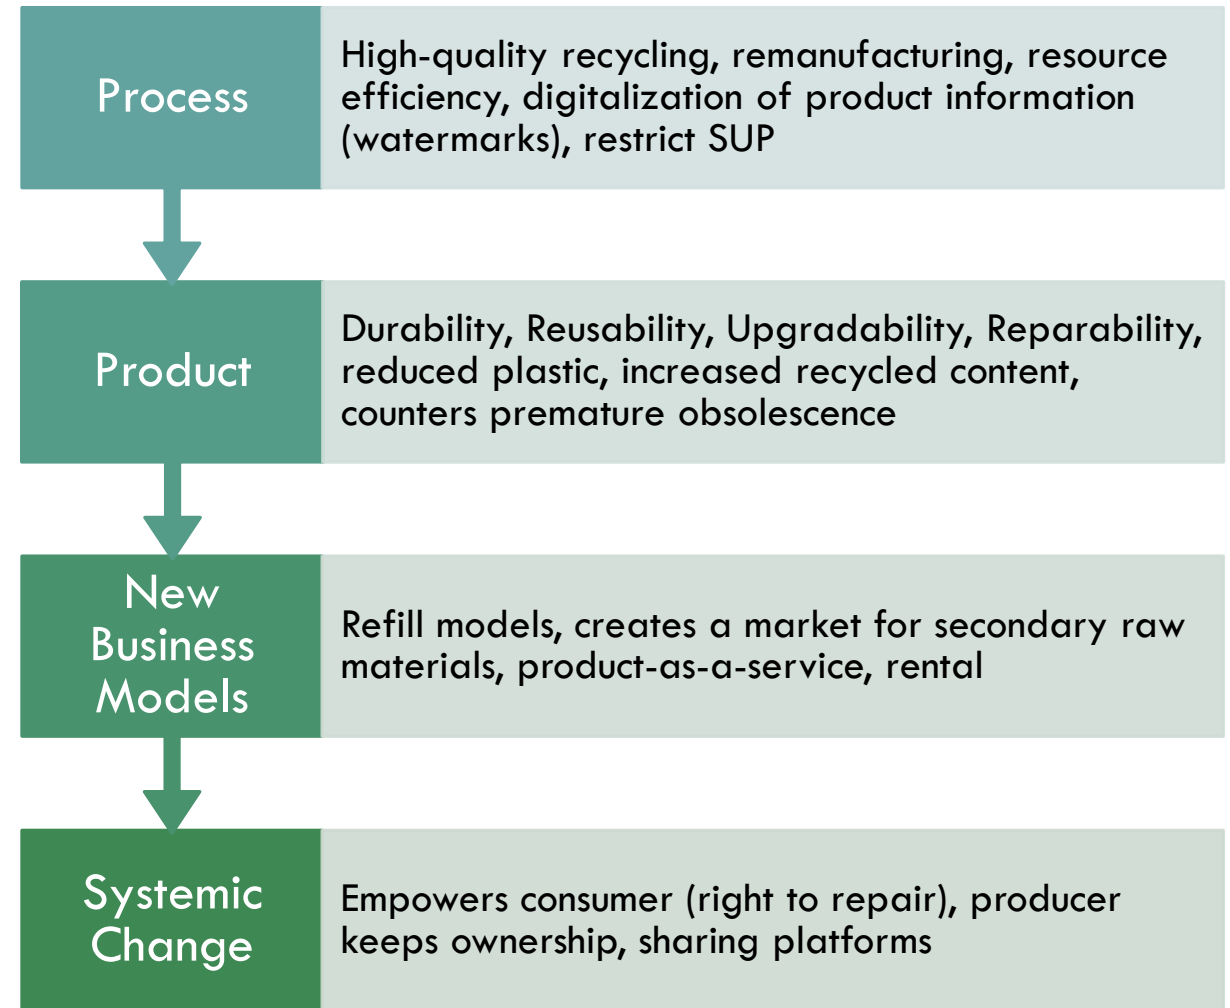 Process
High-quality recycling, remanufacturing, resource
efficiency, digitalization of product information
(watermarks), restrict SUP
Product
Durability, Reusability, Upgradability, Reparability,
reduced plastic, increased recycled content,
counters premature obsolescence
New
Business
Models
Refill models, creates a market for secondary raw
materials, product-as-a-service, rental
Systemic
Change
Empowers consumer (right to repair), producer
keeps ownership, sharing platforms